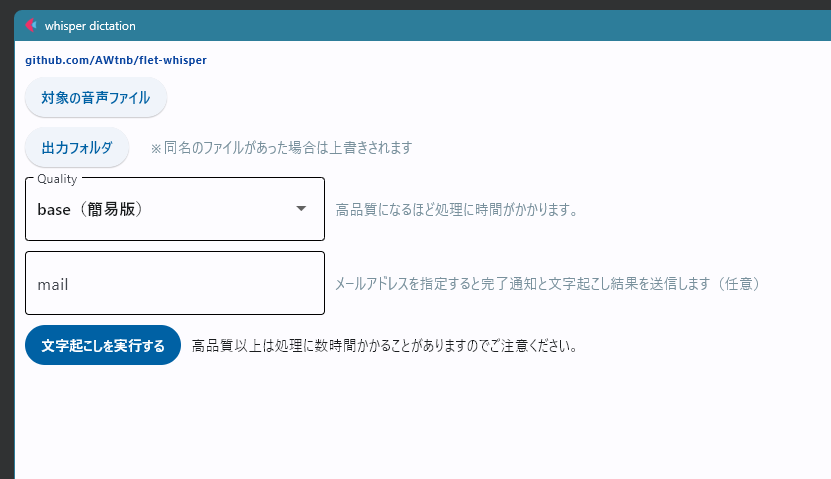 whisper dictation
github.com/AWtnb/flet-whisper
対象の音声ファイル
出力フォルダ ※同名のファイルがあった場合は上書きされます
Quality
base（簡易版） 高品質になるほど処理に時間がかかります。
mail メールアドレスを指定すると完了通知と文字起こし結果を送信します（任意）
文字起こしを実行する 高品質以上は処理に数時間かかることがありますのでご注意ください。